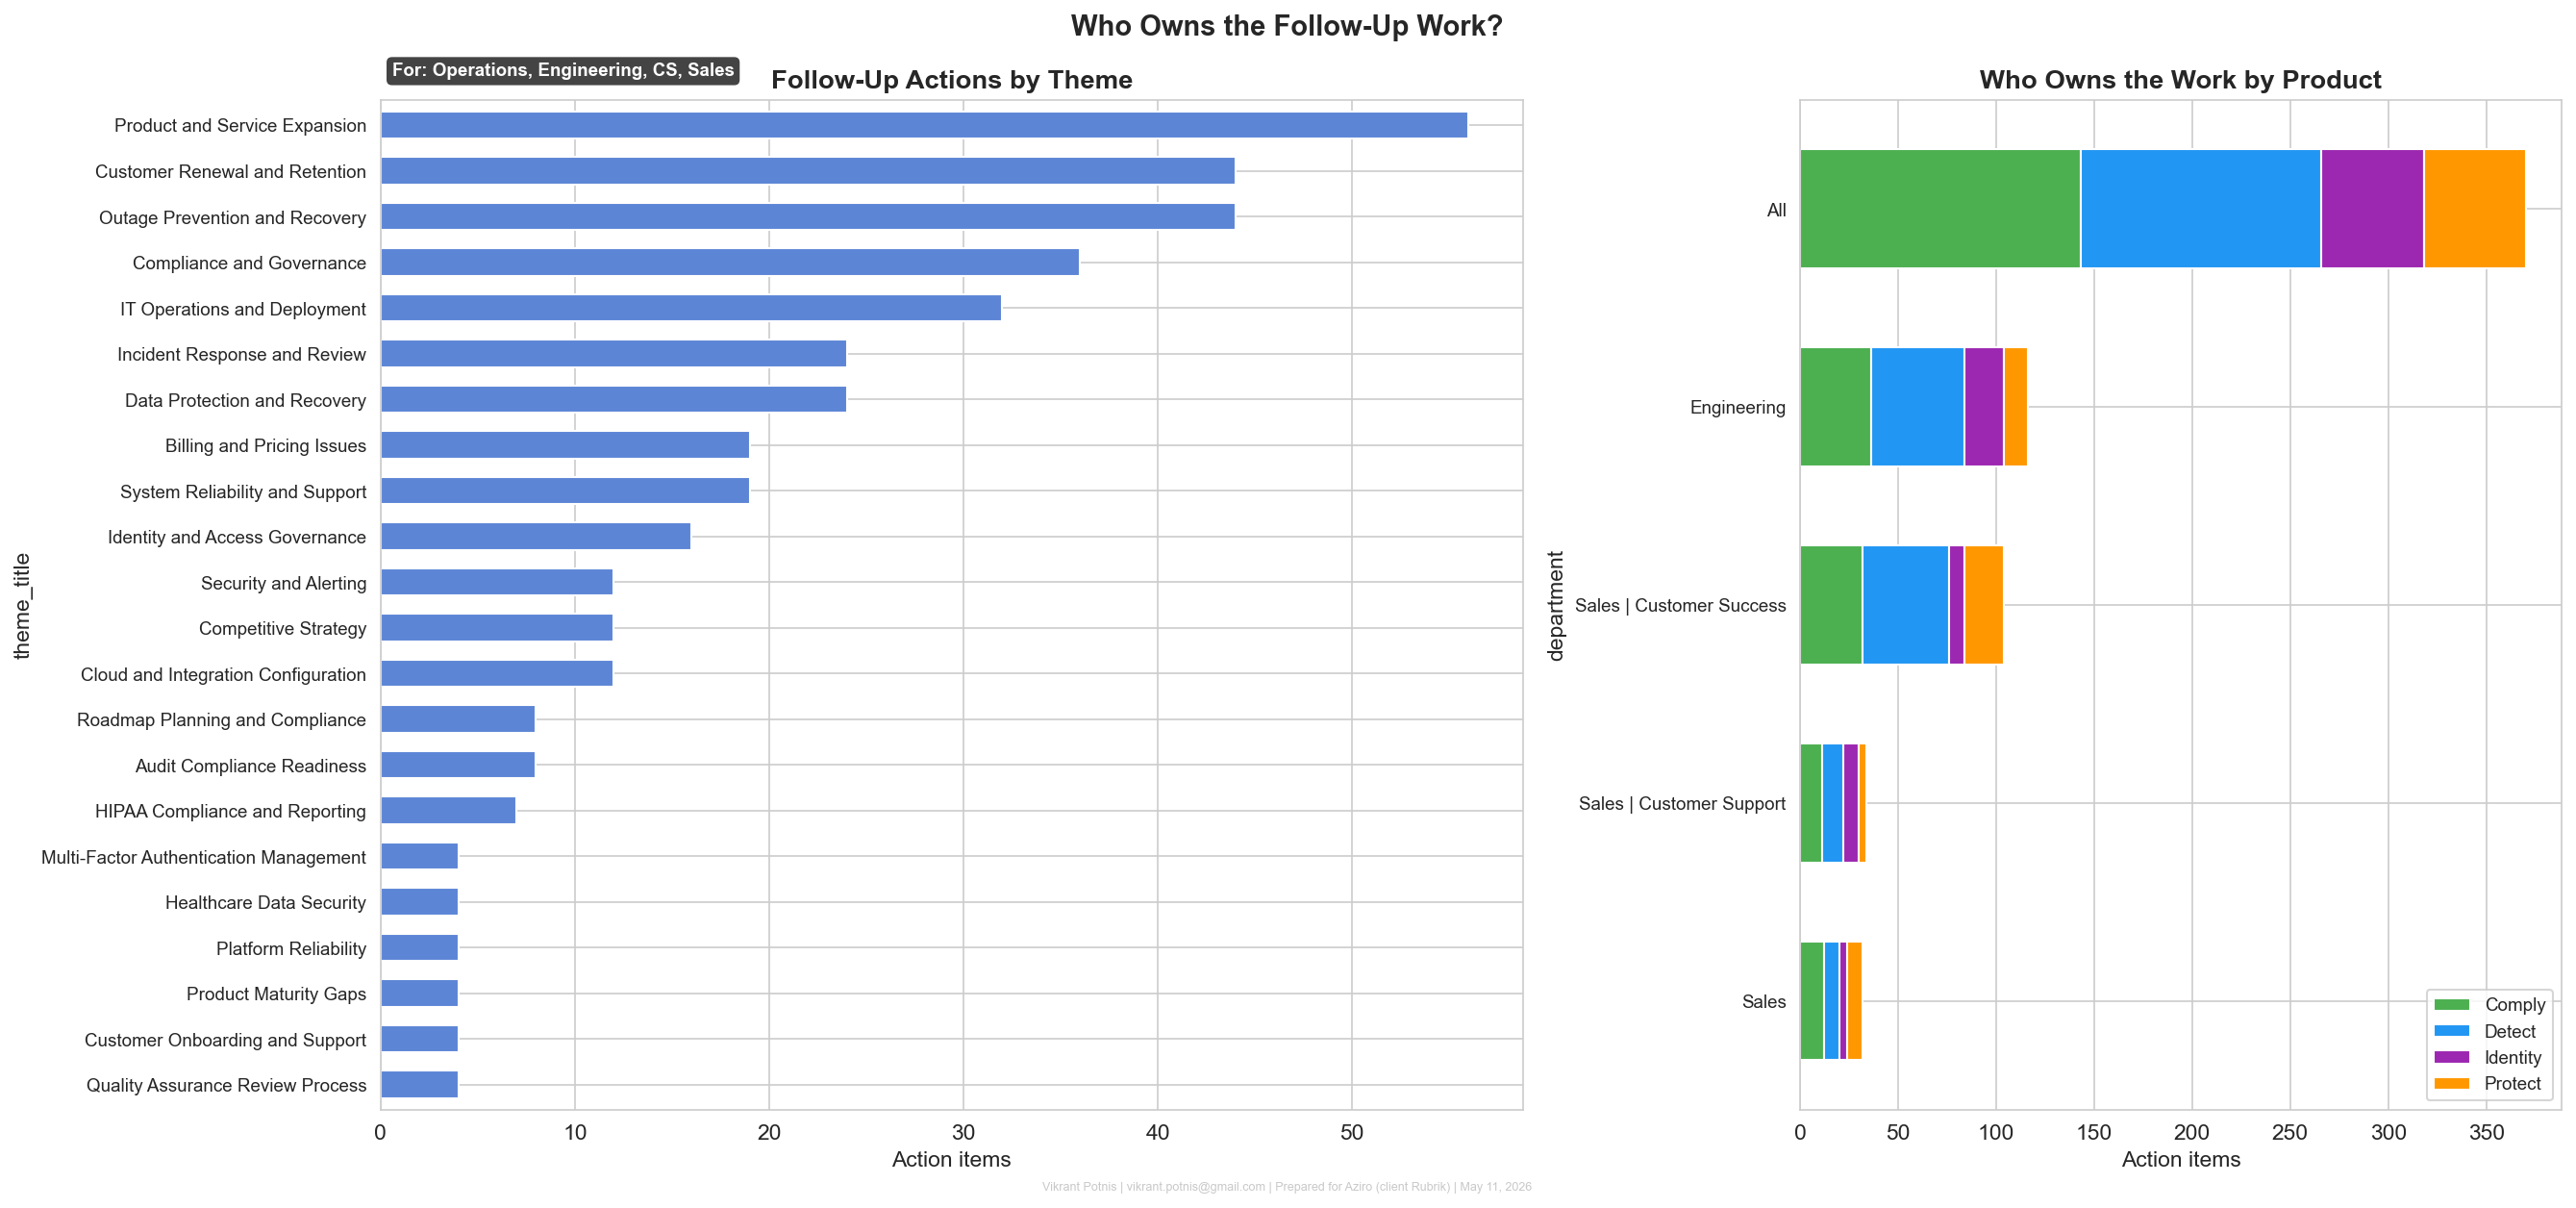 Who Owns the Follow-Up Work?
For: Operations, Engineering, CS, Sales
Follow-Up Actions by Theme
theme_title
Product and Service Expansion
Customer Renewal and Retention
Outage Prevention and Recovery
Compliance and Governance
IT Operations and Deployment
Incident Response and Review
Data Protection and Recovery
Billing and Pricing Issues
System Reliability and Support
Identity and Access Governance
Security and Alerting
Competitive Strategy
Cloud and Integration Configuration
Roadmap Planning and Compliance
Audit Compliance Readiness
HIPAA Compliance and Reporting
Multi-Factor Authentication Management
Healthcare Data Security
Platform Reliability
Product Maturity Gaps
Customer Onboarding and Support
Quality Assurance Review Process
0 10 20 30 40 50
Action items
Who Owns the Work by Product
department
All
Engineering
Sales | Customer Success
Sales | Customer Support
Sales
Comply
Detect
Identity
Protect
0 50 100 150 200 250 300 350
Action items
Vikrant Potnis | vikrant.potnis@gmail.com | Prepared for Aziro (client Rubrik) | May 11, 2026